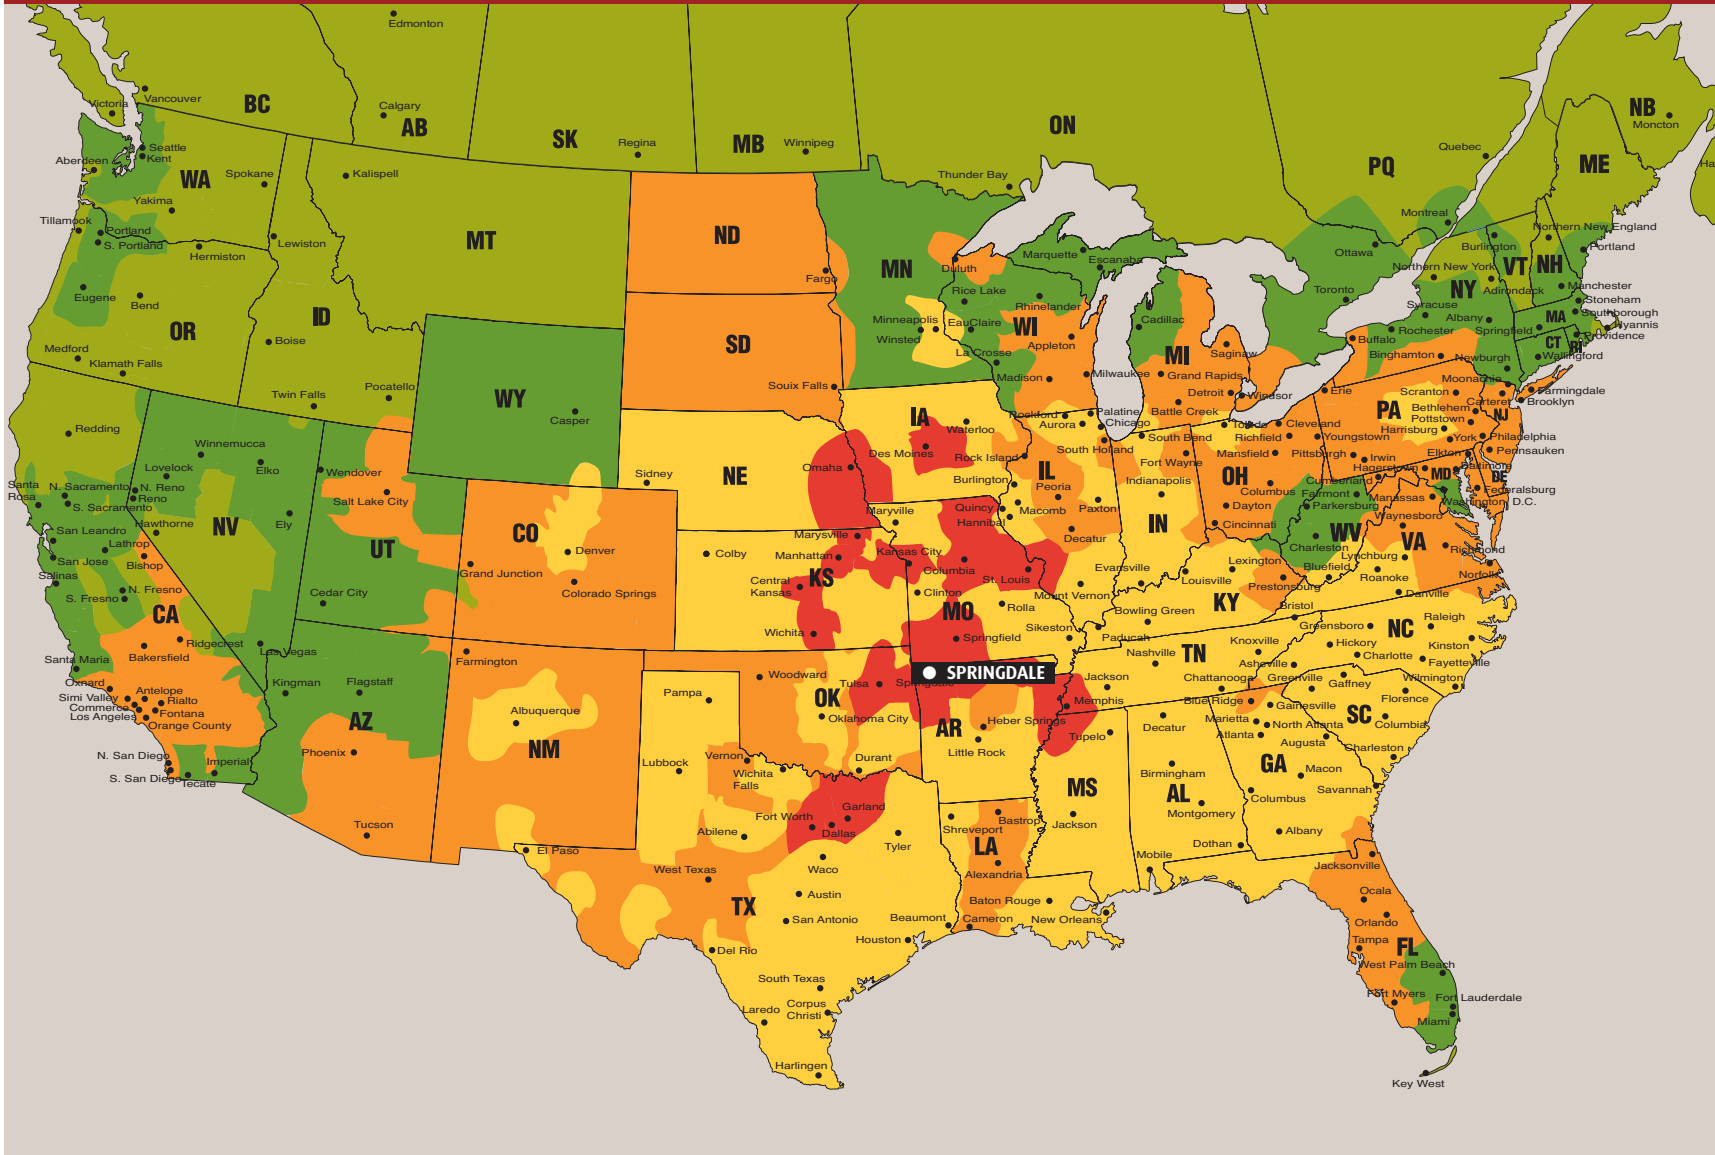 Edmonton
Victoria
Vancouver
BC
Calgary
AB
SK
Regina
MB
Winnipeg
ON
PQ
Quebec
NB
Moncton
ME
Ha
Seattle
Kent
Aberdeen
WA
Spokane
Yakima
Kalispell
Tillamook
Portland
S. Portland
Hermiston
Lewiston
MT
Eugene
Bend
OR
ID
Boise
Medford
Klamath Falls
Twin Falls
Pocatello
ND
Fargo
SD
Souix Falls
WY
Casper
MN
Thunder Bay
Duluth
Marquette
Escanaba
Rice Lake
Rhinelander
Minneapolis
Winsted
EauClaire
WI
Appleton
La Crosse
Madison
Milwaukee
Cadillac
MI
Saginaw
Grand Rapids
Detroit
Windsor
Battle Creek
Montreal
Ottawa
Toronto
Burlington
Northern New York
Adirondack
Northern New England
Portland
VT
NH
NY
Manchester
Stoneham
Southborough
Hyannis
Providence
MA
CT
RI
Syracuse
Albany
Springfield
Rochester
Buffalo
Binghamton
Newburgh
Wallingford
Moonachie
Farmingdale
Brooklyn
Carteret
NJ
Erie
Scranton
PA
Bethlehem
Pottstown
Harrisburg
York
Philadelphia
Pennsauken
Elkton
Baltimore
Hagerstown
MD
DE
Federalsburg
Washington D.C.
Cumberland
Manassas
Pittsburgh
Irwin
Youngstown
Cleveland
Toledo
Richfield
Mansfield
OH
Columbus
Dayton
Cincinnati
Fairmont
Parkersburg
WV
Charleston
Bluefield
Waynesboro
VA
Lynchburg
Richmond
Roanoke
Norfolk
Danville
Redding
Winnemucca
Lovelock
Elko
N. Reno
Reno
Ely
NV
Hawthorne
Santa
Rosa
N. Sacramento
S. Sacramento
San Leandro
Lathrop
San Jose
Bishop
Salinas
N. Fresno
S. Fresno
CA
Ridgecrest
Bakersfield
Santa Maria
Oxnard
Simi Valley
Commerce
Los Angeles
Antelope
Rialto
Fontana
Orange County
N. San Diego
S. San Diego
Tecate
Imperial
Las Vegas
Wendover
Salt Lake City
UT
Cedar City
Kingman
Flagstaff
AZ
Phoenix
Tucson
CO
Denver
Grand Junction
Colorado Springs
Farmington
Albuquerque
NM
El Paso
Sidney
NE
Omaha
IA
Waterloo
Des Moines
Rock Island
Burlington
Rockford
Aurora
Palatine
Chicago
South Holland
IL
Peoria
Macomb
Paxton
Decatur
Quincy
Hannibal
South Bend
Fort Wayne
Indianapolis
IN
Evansville
Mount Vernon
Colby
Marysville
Manhattan
KS
Central
Kansas
Wichita
Maryville
Kansas City
Columbia
St. Louis
Clinton
MO
Rolla
Springfield
Sikeston
SPRINGDALE
Louisville
Lexington
KY
Prestonsburg
Bowling Green
Paducah
Bristol
Nashville
TN
Knoxville
Jackson
Memphis
Chattanooga
Greensboro
Raleigh
NC
Hickory
Kinston
Charlotte
Fayetteville
Asheville
Wilmington
Greenville
Gaffney
Florence
SC
Columbia
Charleston
Woodward
Tulsa
OK
Oklahoma City
Durant
Pampa
Lubbock
Vernon
Wichita
Falls
Abilene
Fort Worth
Garland
Dallas
Tyler
Waco
West Texas
TX
Austin
San Antonio
Del Rio
Beaumont
Houston
South Texas
Corpus
Christi
Laredo
Harlingen
AR
Heber Springs
Little Rock
Shreveport
Bastrop
LA
Alexandria
Baton Rouge
Cameron
New Orleans
Tupelo
MS
Jackson
Decatur
Birmingham
AL
Montgomery
Dothan
Mobile
Blue Ridge
Gainesville
Marietta
North Atlanta
Atlanta
Augusta
GA
Macon
Columbus
Savannah
Albany
Jacksonville
Ocala
Orlando
Tampa
FL
West Palm Beach
Fort Myers
Fort Lauderdale
Miami
Key West